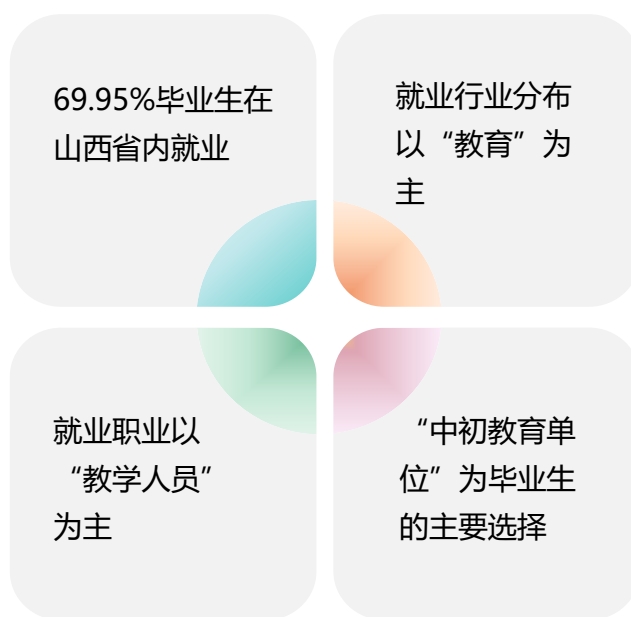 69.95%毕业生在
山西省内就业
就业行业分布
以“教育”为
主
就业职业以
“教学人员”
为主
“中初教育单
位”为毕业生
的主要选择